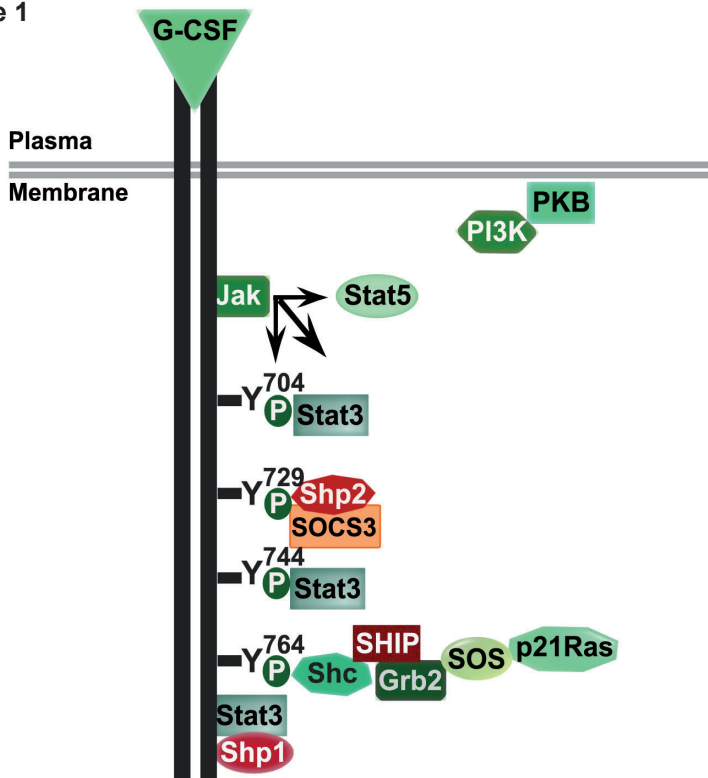 e 1
G-CSF
Plasma
Membrane
PKB
PI3K
Jak
Stat5
Y704
P
Stat3
Y729
P
Shp2
SOCS3
Y744
P
Stat3
Y764
P
Shc
SHIP
Grb2
SOS
p21Ras
Stat3
Shp1